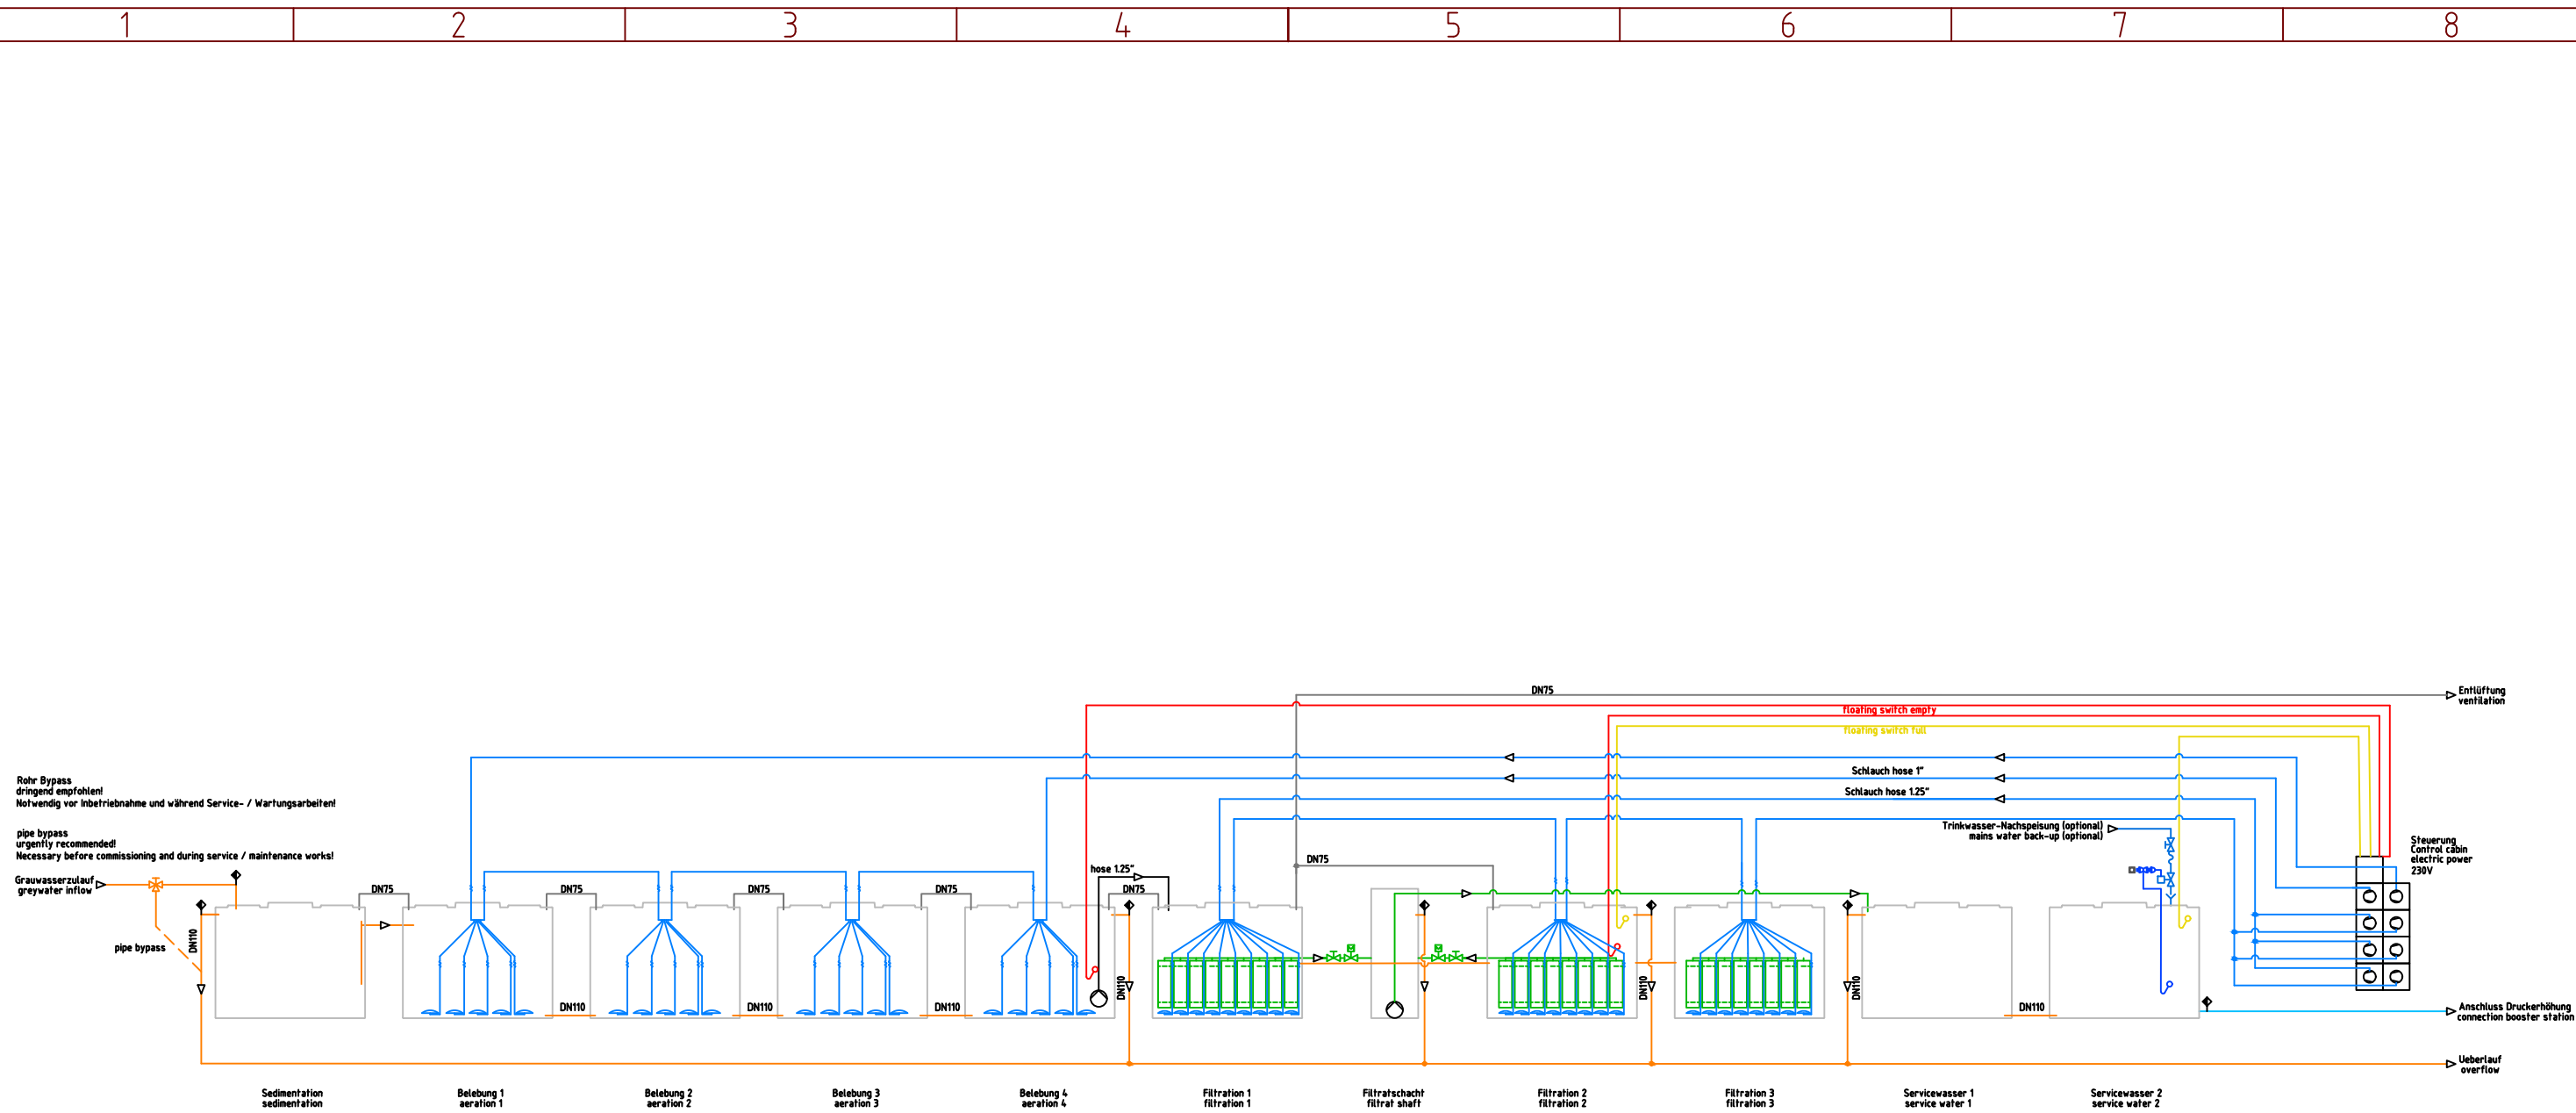 1 2 3 4 5 6 7 8
DN75
Entlüftung
ventilation
floating switch empty
floating switch full
Schlauch hose 1"
Schlauch hose 1.25"
Rohr Bypass
dringend empfohlen!
Notwendig vor Inbetriebnahme und während Service- / Wartungsarbeiten!
pipe bypass
urgently recommended!
Necessary before commissioning and during service / maintenance works!
Trinkwasser-Nachspeisung (optional)
mains water back-up (optional)
Steuerung
Control cabin
electric power
230V
Grauwasserzulauf
greywater inflow
hose 1.25"
DN75
DN75 DN75 DN75 DN75 DN75
pipe bypass
DN110
DN110
DN110
DN110
DN110 DN110 DN110 DN110
Anschluss Druckerhöhung
connection booster station
Ueberlauf
overflow
Sedimentation
sedimentation
Belebung 1
aeration 1
Belebung 2
aeration 2
Belebung 3
aeration 3
Belebung 4
aeration 4
Filtration 1
filtration 1
Filtratschacht
filtrat shaft
Filtration 2
filtration 2
Filtration 3
filtration 3
Servicewasser 1
service water 1
Servicewasser 2
service water 2